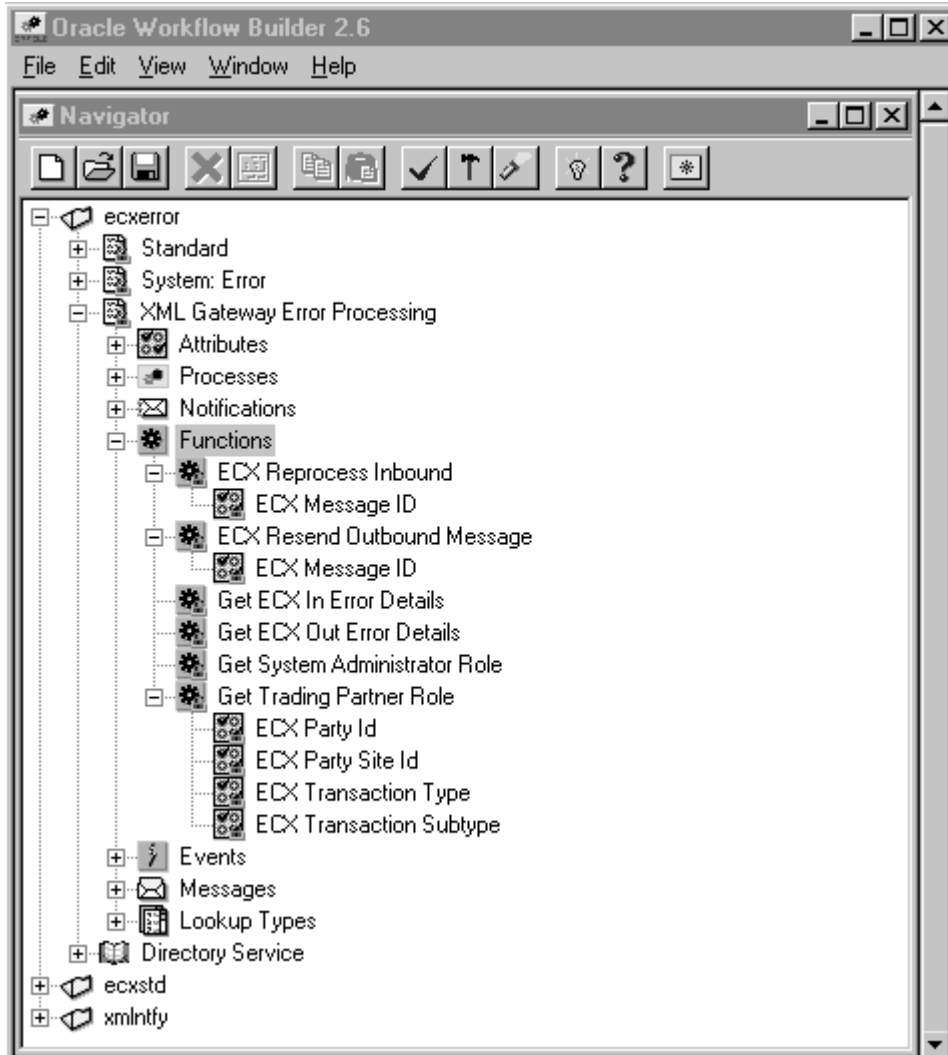 Oracle Workflow Builder 2.6
File Edit View Window Help
Navigator
ecxerror
Standard
System: Error
XML Gateway Error Processing
Attributes
Processes
Notifications
Functions
ECX Reprocess Inbound
ECX Message ID
ECX Resend Outbound Message
ECX Message ID
Get ECX In Error Details
Get ECX Out Error Details
Get System Administrator Role
Get Trading Partner Role
ECX Party Id
ECX Party Site Id
ECX Transaction Type
ECX Transaction Subtype
Events
Messages
Lookup Types
Directory Service
ecxstd
xmlntfy